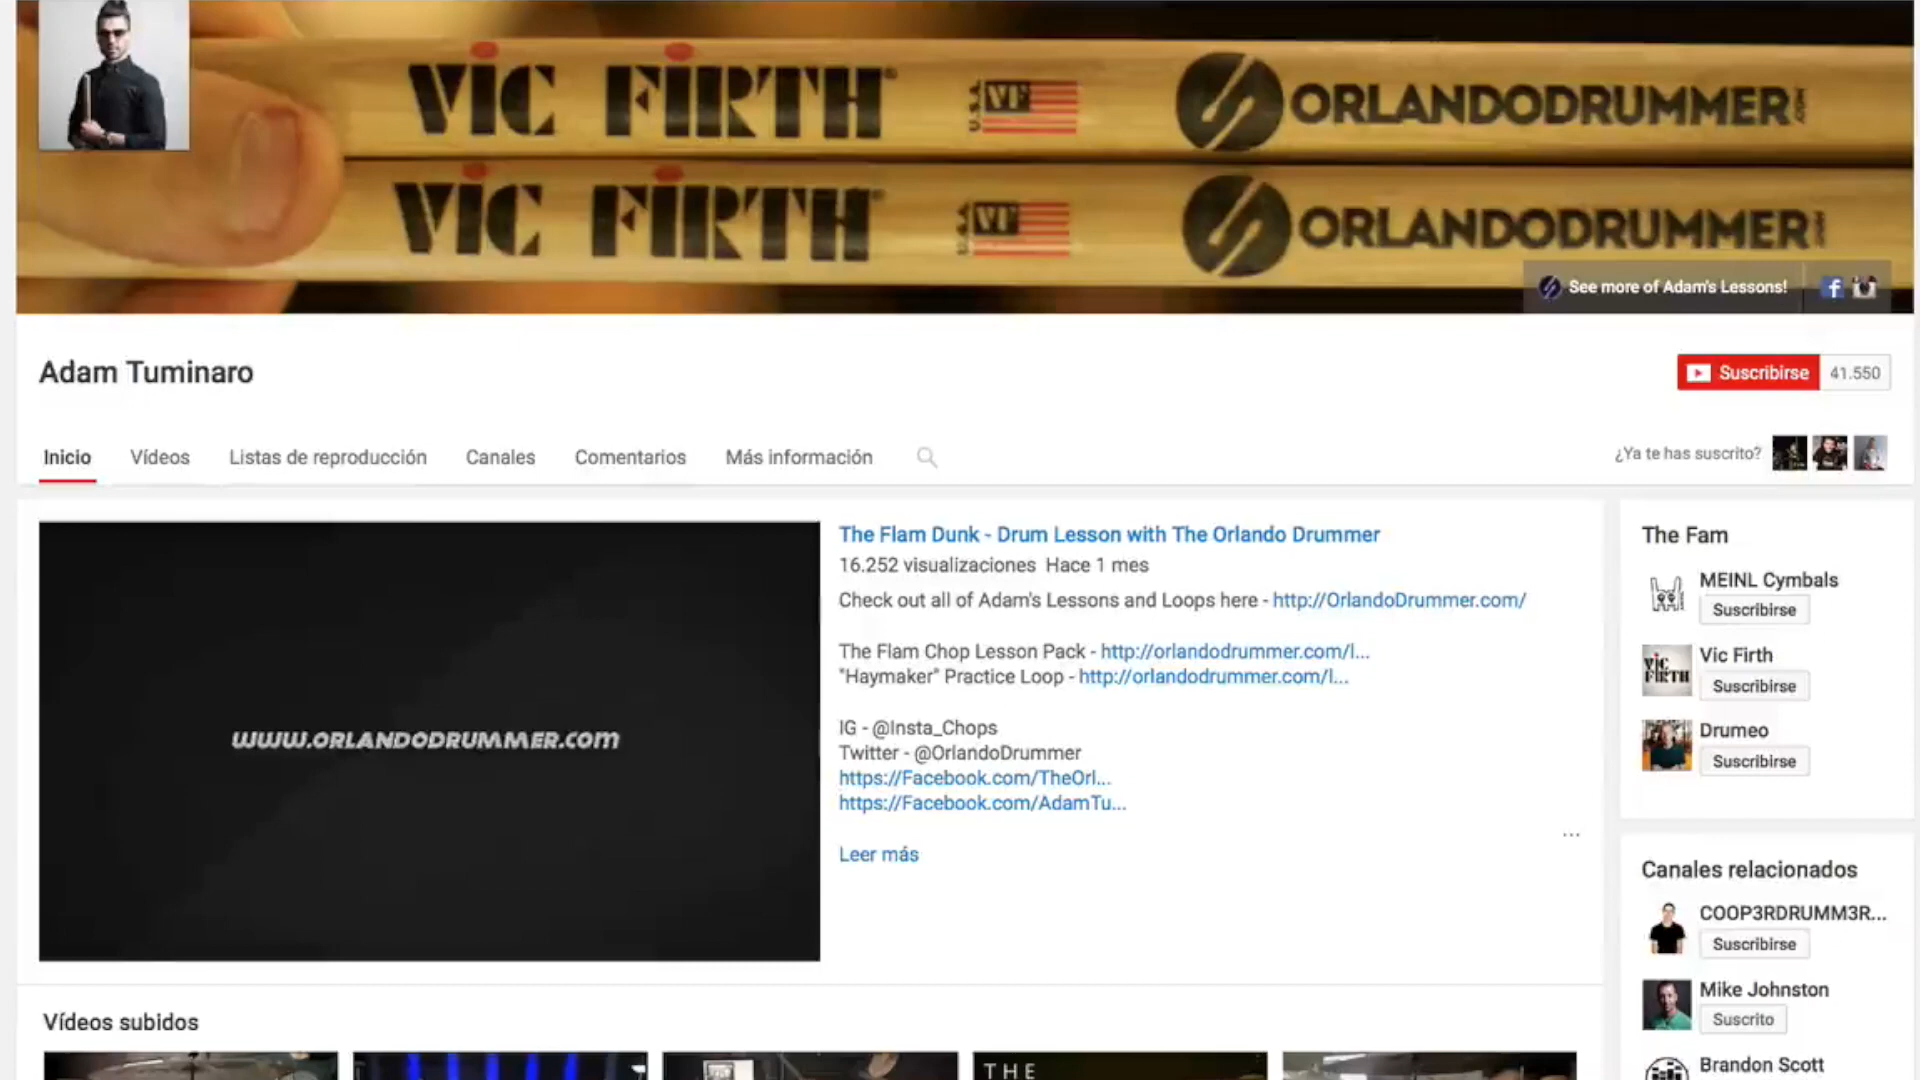 VIC FIRTH® U.S.A. VF ORLANDODRUMMER.COM
VIC FIRTH® U.S.A. VF ORLANDODRUMMER.COM
See more of Adam's Lessons!
Adam Tuminaro
Suscribirse 41.550
Inicio Vídeos Listas de reproducción Canales Comentarios Más información
¿Ya te has suscrito?
The Flam Dunk - Drum Lesson with The Orlando Drummer
16.252 visualizaciones Hace 1 mes
Check out all of Adam's Lessons and Loops here - http://OrlandoDrummer.com/
The Flam Chop Lesson Pack - http://orlandodrummer.com/l...
"Haymaker" Practice Loop - http://orlandodrummer.com/l...
IG - @Insta_Chops
Twitter - @OrlandoDrummer
https://Facebook.com/TheOrl...
https://Facebook.com/AdamTu...
...
Leer más
WWW.ORLANDODRUMMER.COM
The Fam
MEINL Cymbals
Suscribirse
VIC
FIRTH
Vic Firth
Suscribirse
Drumeo
Suscribirse
Canales relacionados
COOP3RDRUMM3R...
Suscribirse
Mike Johnston
Suscrito
Brandon Scott
Vídeos subidos
THE